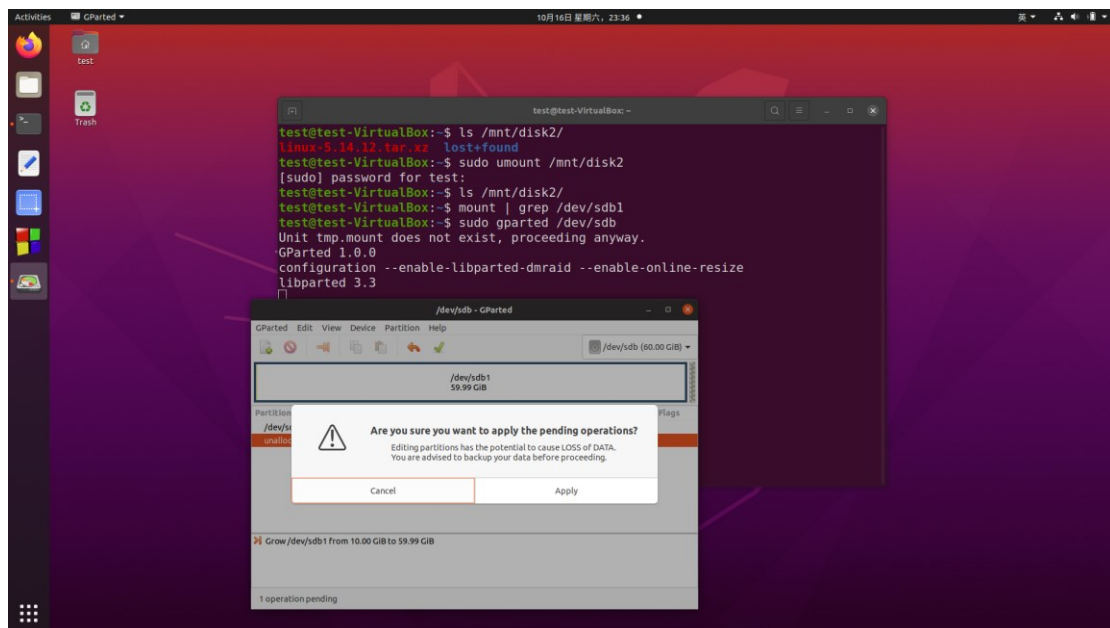 Activities
GParted
10月16日 星期六，23:36
英
test
Trash
test@test-VirtualBox: ~
test@test-VirtualBox:~$ ls /mnt/disk2/
linux-5.14.12.tar.xz  lost+found
test@test-VirtualBox:~$ sudo umount /mnt/disk2
[sudo] password for test:
test@test-VirtualBox:~$ ls /mnt/disk2/
test@test-VirtualBox:~$ mount | grep /dev/sdb1
test@test-VirtualBox:~$ sudo gparted /dev/sdb
Unit tmp.mount does not exist, proceeding anyway.
GParted 1.0.0
configuration --enable-libparted-dmraid --enable-online-resize
libparted 3.3
/dev/sdb - GParted
GParted Edit View Device Partition Help
/dev/sdb (60.00 GiB)
/dev/sdb1
59.99 GiB
Partition
Flags
Are you sure you want to apply the pending operations?
Editing partitions has the potential to cause LOSS of DATA.
You are advised to backup your data before proceeding.
Cancel
Apply
Grow /dev/sdb1 from 10.00 GiB to 59.99 GiB
1 operation pending